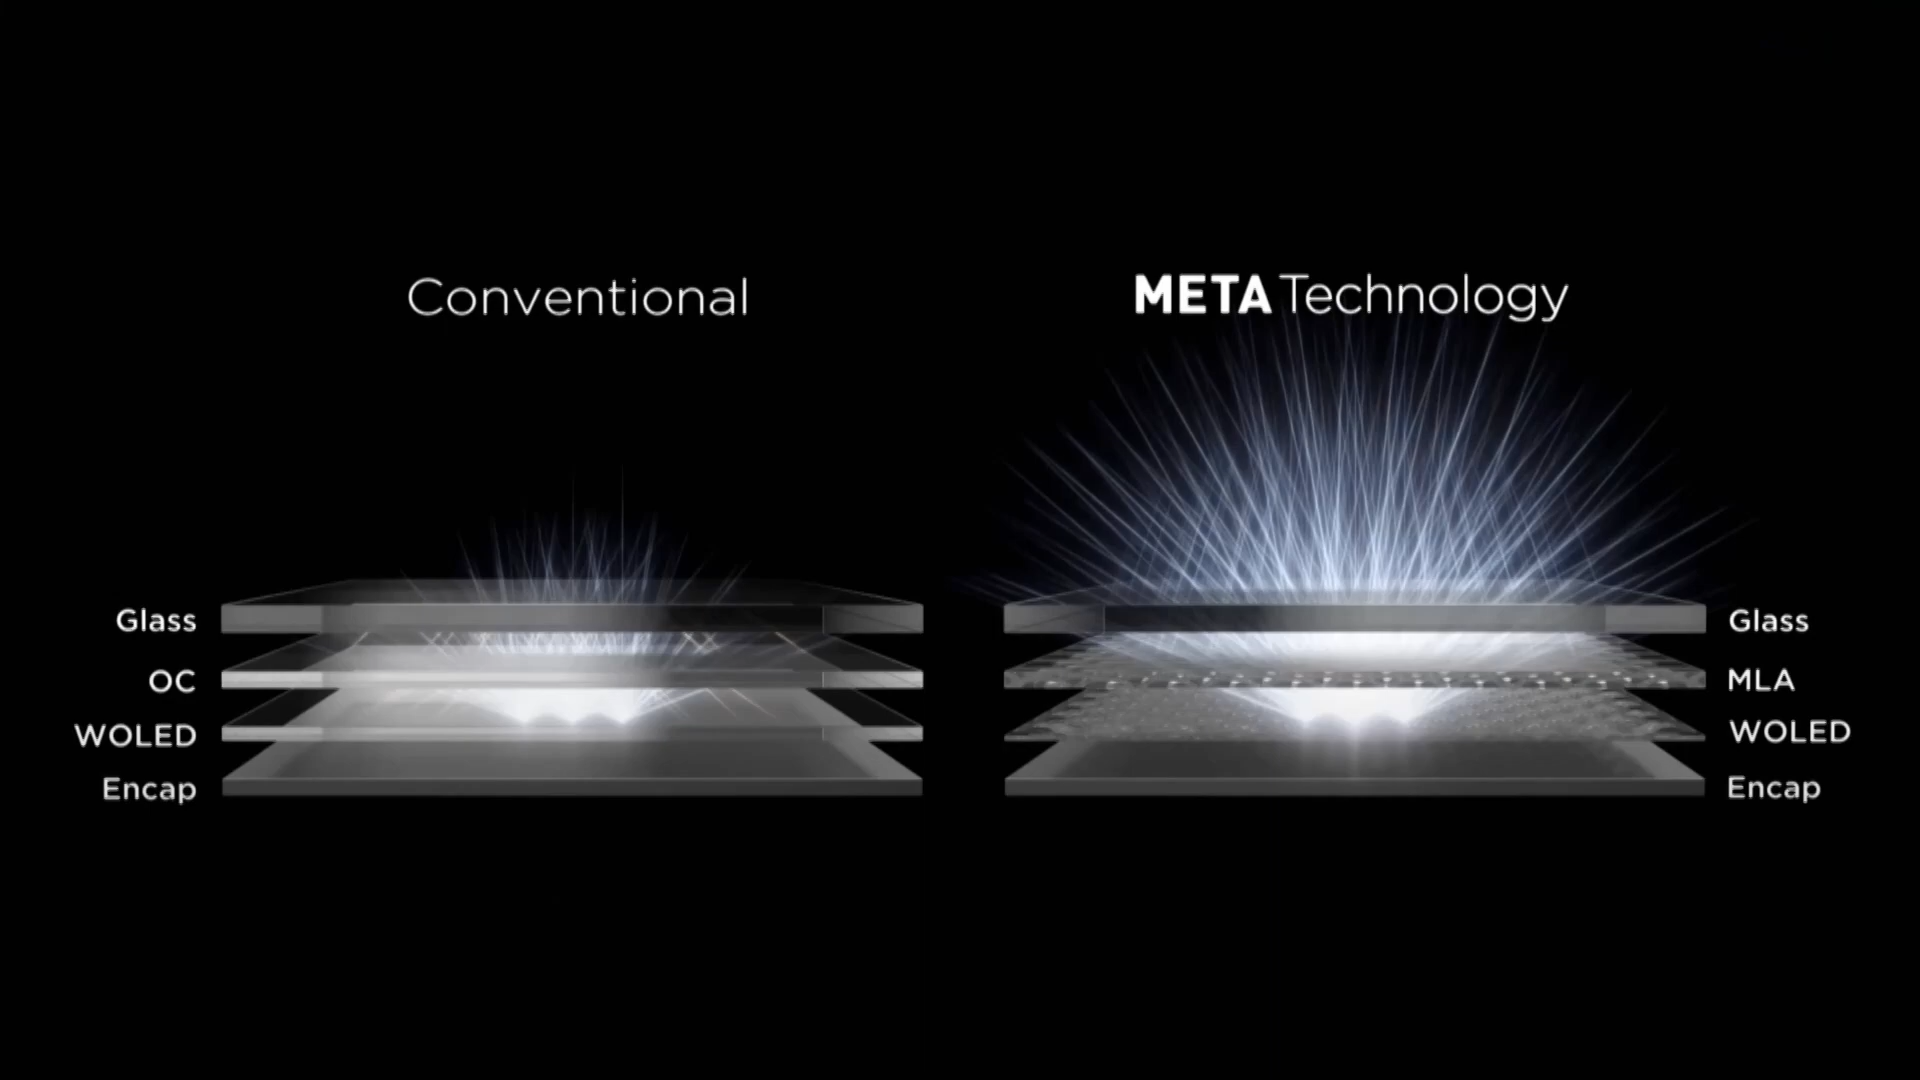 Conventional
META Technology
Glass
OC
WOLED
Encap
Glass
MLA
WOLED
Encap